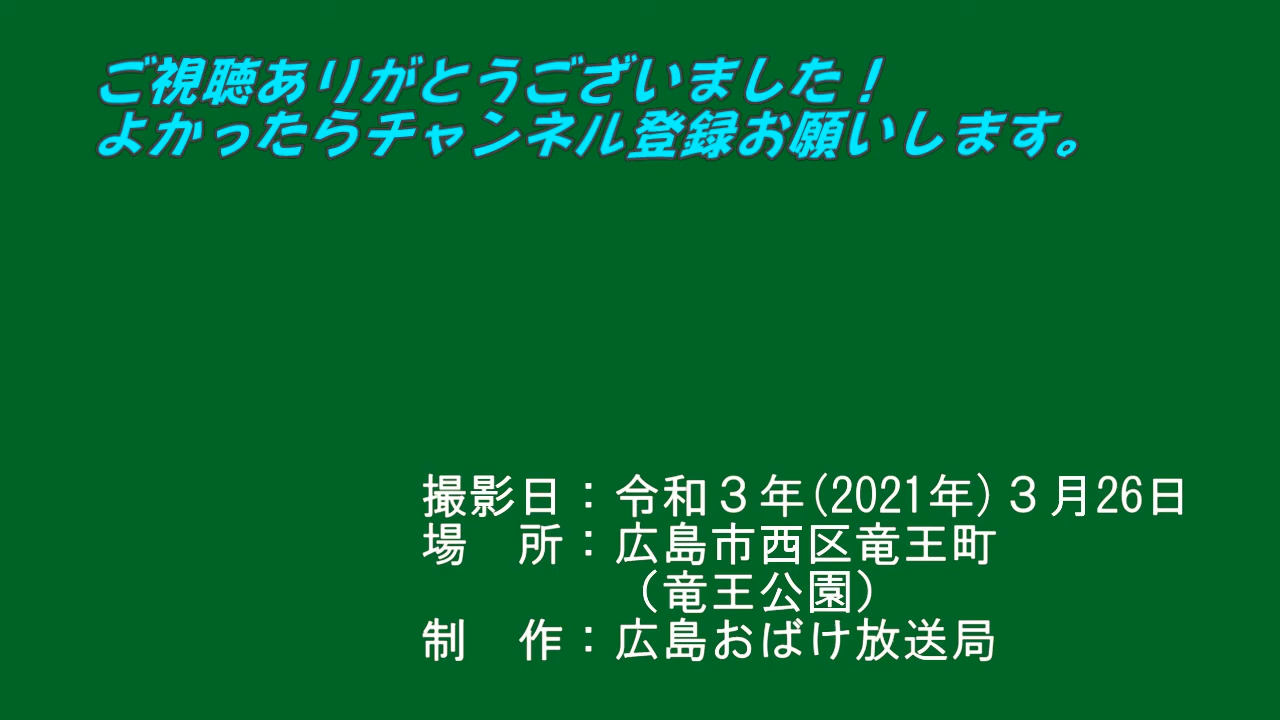 ご視聴ありがとうございました！
よかったらチャンネル登録お願いします。
撮影日：令和３年(2021年)３月26日
場　所：広島市西区竜王町
（竜王公園）
制　作：広島おばけ放送局